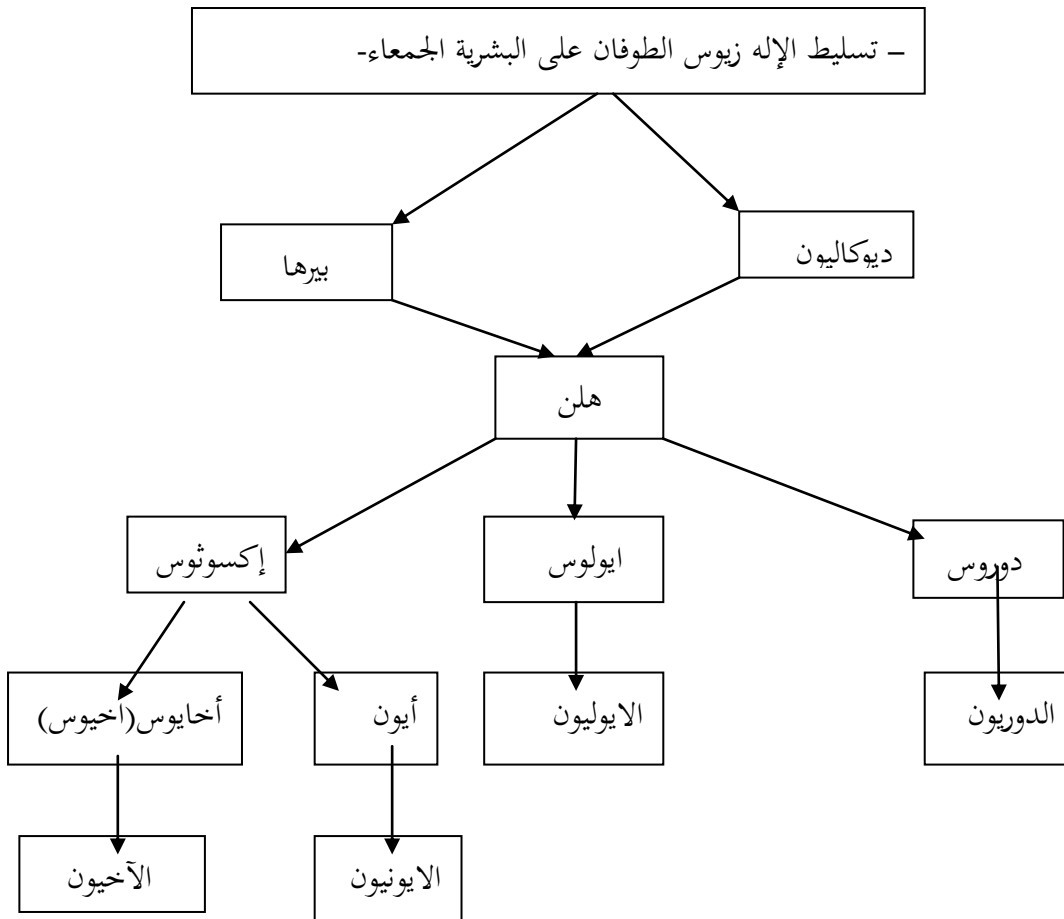 – تسليط الإله زيوس الطوفان على البشرية الجمعاء-
ديوكاليون
بيرها
هلن
دوروس
ايولوس
إكسوثوس
الدوريون
الايوليون
أيون
أخايوس(أخيوس)
الايونيون
الآخيون